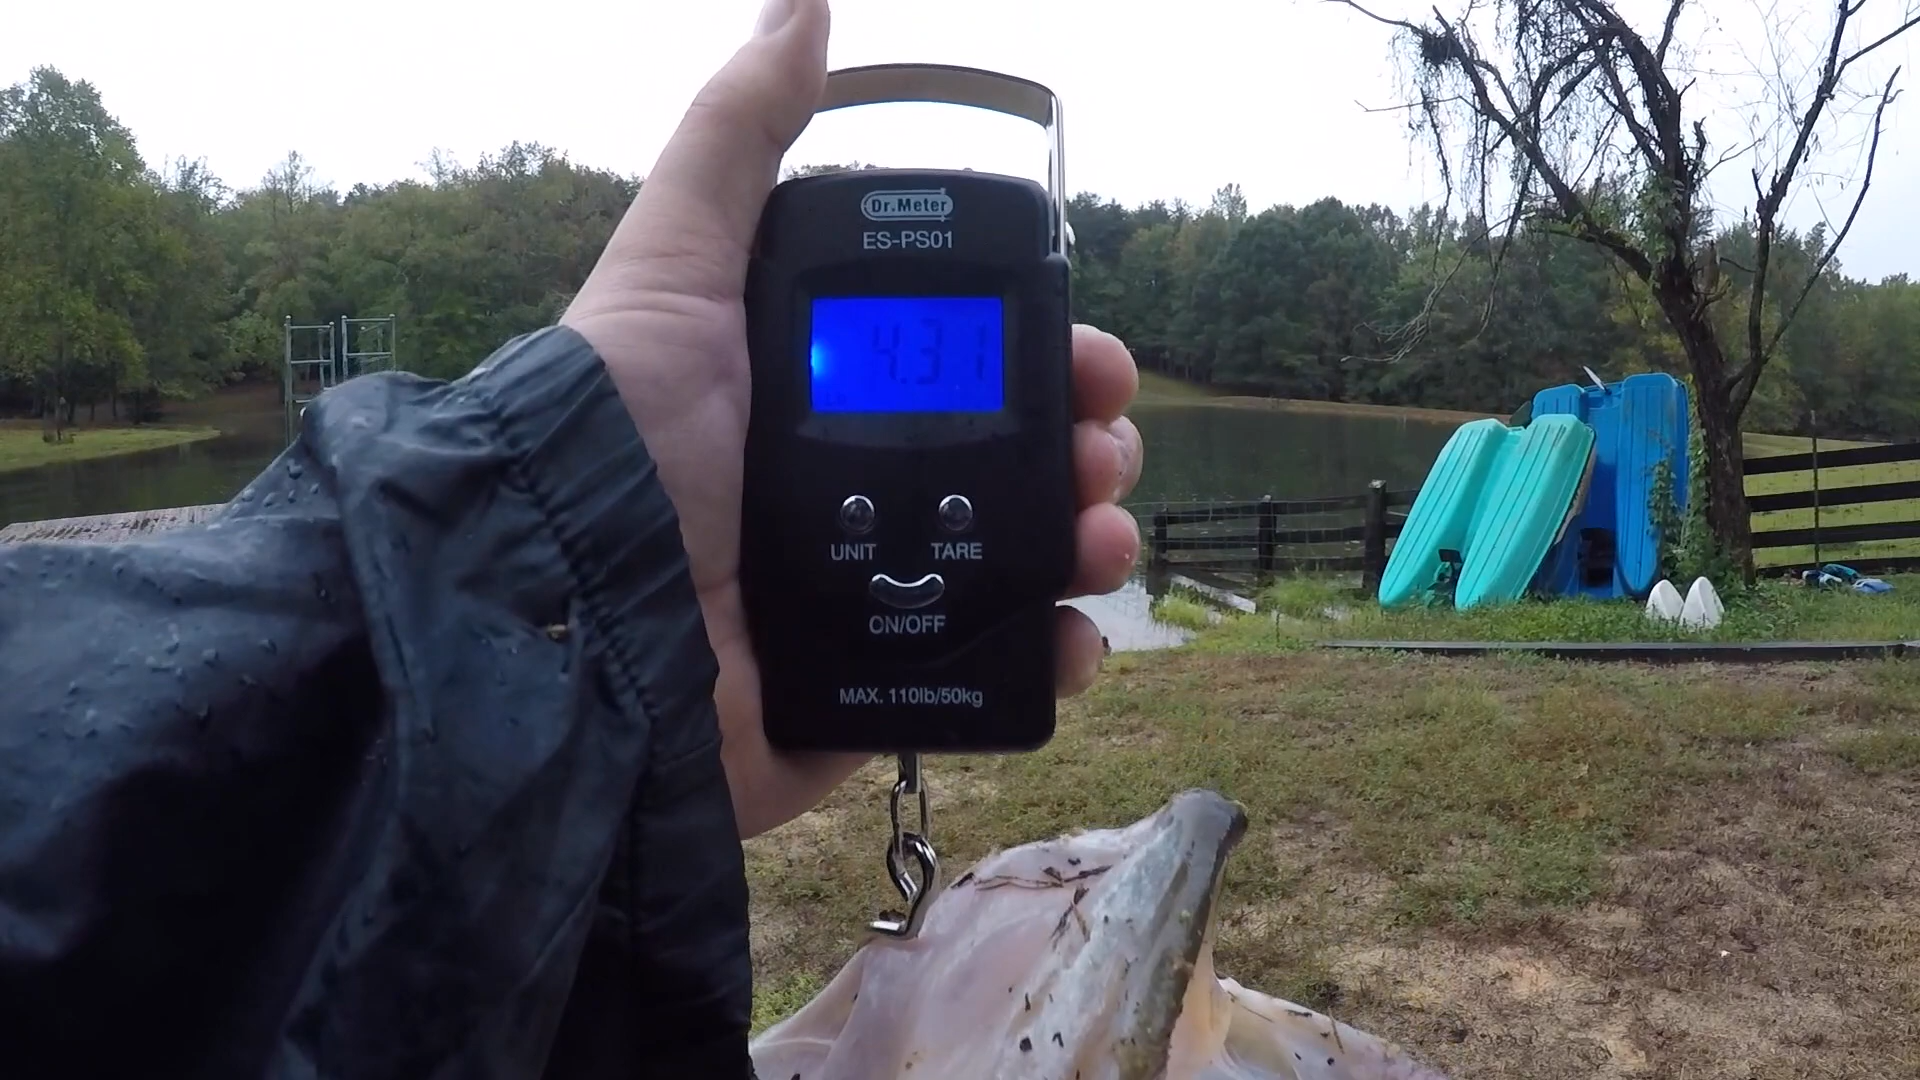 Dr.Meter
ES-PS01
4.31
UNIT TARE
ON/OFF
MAX. 110lb/50kg